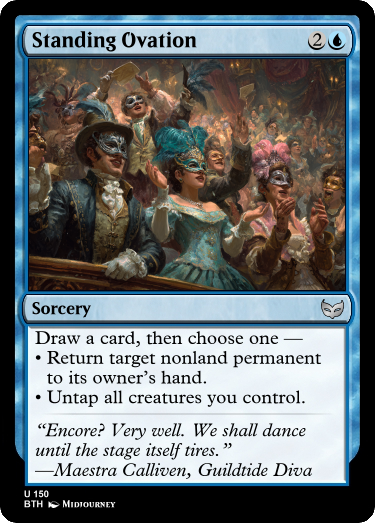 Standing Ovation 2
Sorcery
Draw a card, then choose one —
• Return target nonland permanent
to its owner's hand.
• Untap all creatures you control.
“Encore? Very well. We shall dance
until the stage itself tires.”
—Maestra Calliven, Guildtide Diva
U 150
BTH Midjourney